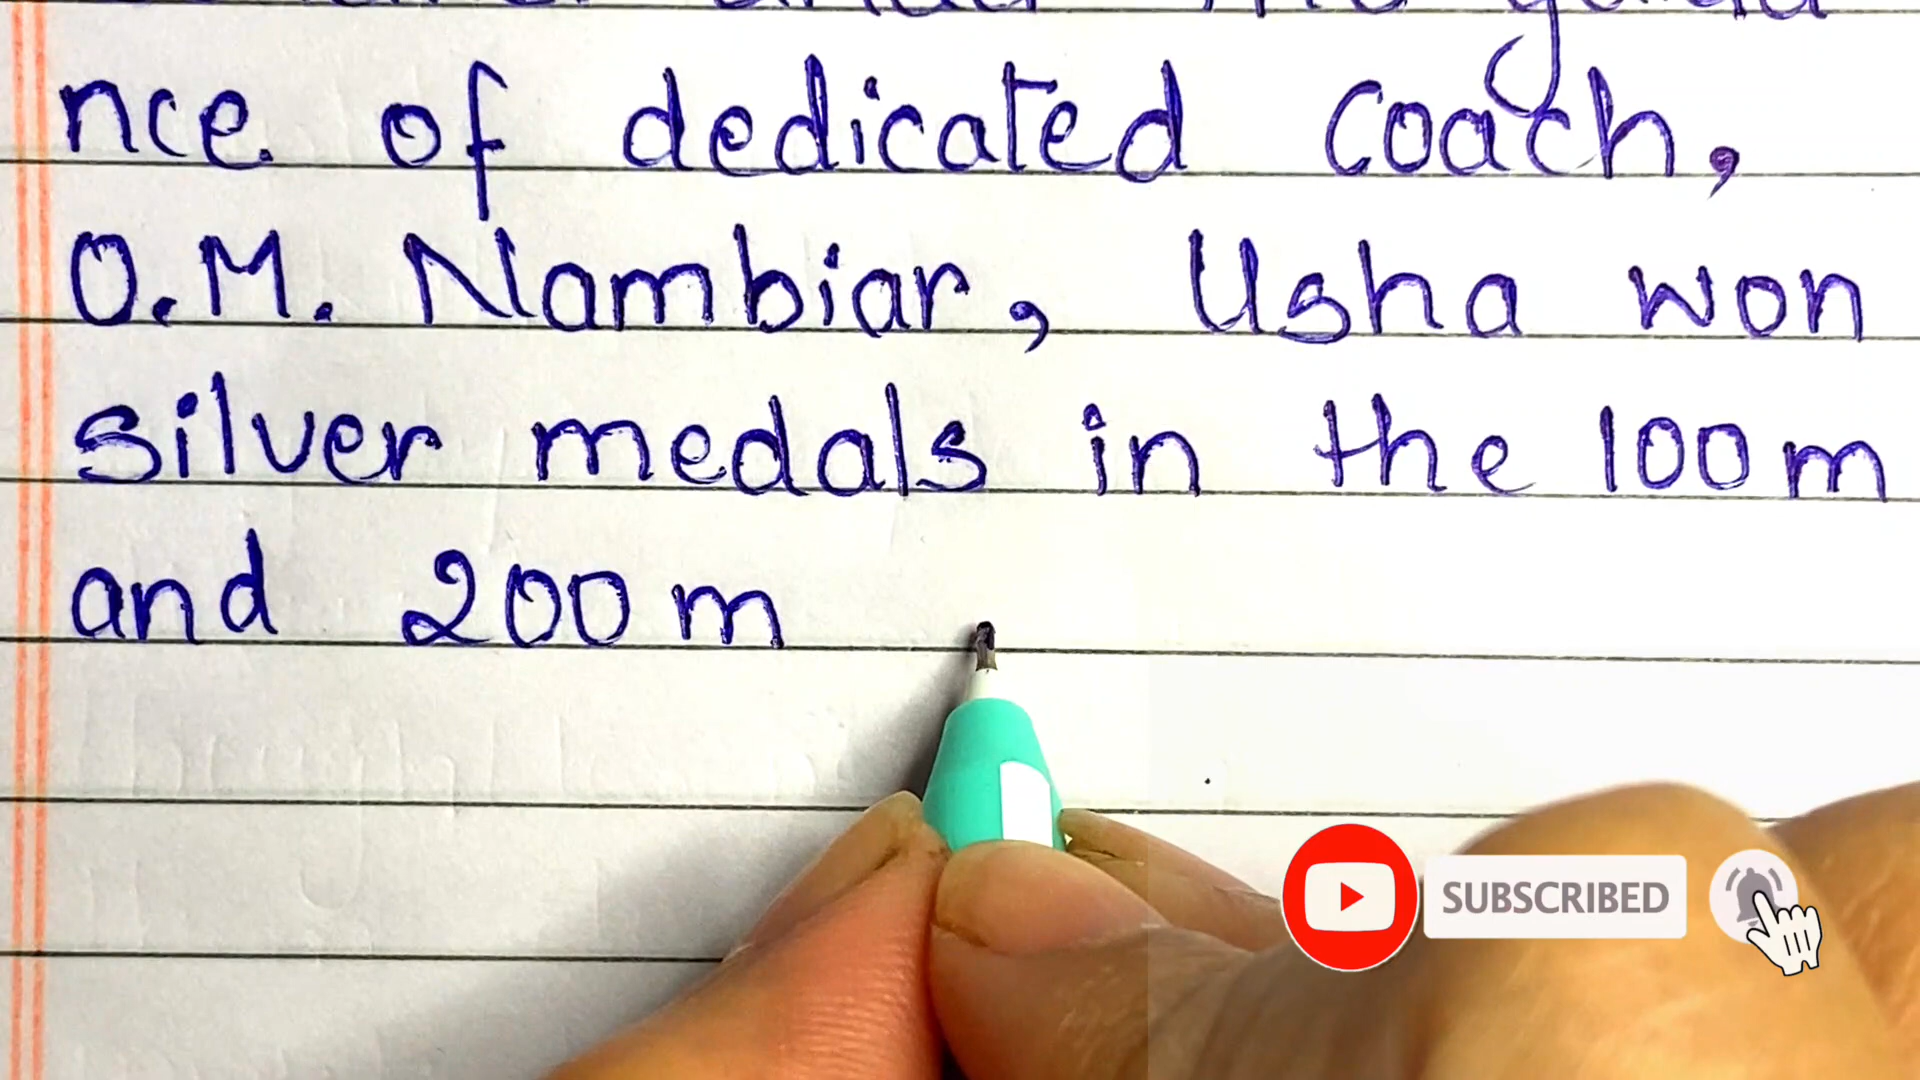 nce of dedicated coach,
O.M. Nambiar, Usha won
silver medals in the 100m
and 200m
SUBSCRIBED